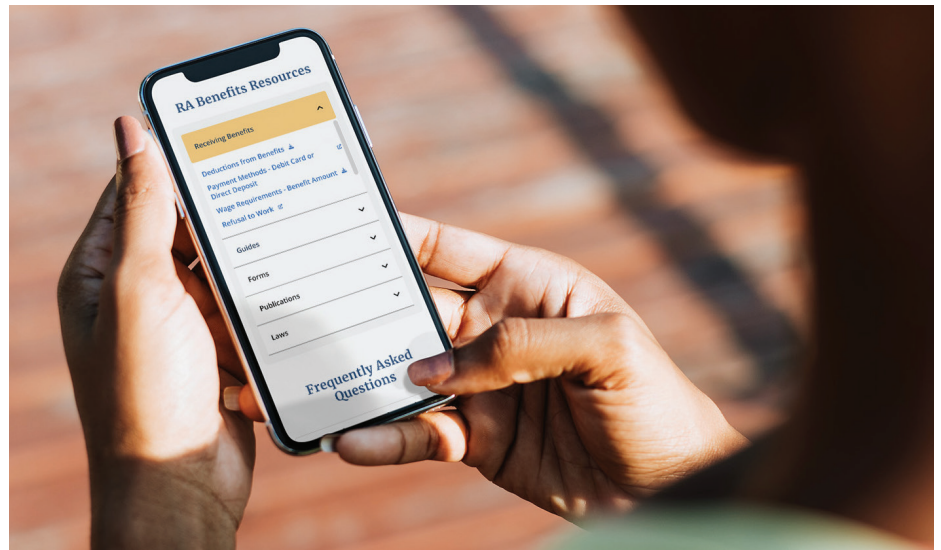 RA Benefits Resources
Receiving Benefits
Deductions from Benefits
Payment Methods - Debit Card or
Direct Deposit
Wage Requirements - Benefit Amount
Refusal to Work
Guides
Forms
Publications
Laws
Frequently Asked
Questions